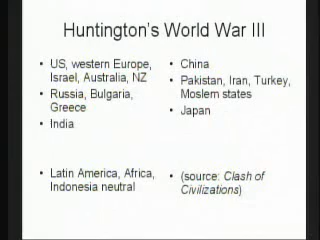 Huntington's World War III
• US, western Europe,
Israel, Australia, NZ
• Russia, Bulgaria,
Greece
• India
• Latin America, Africa,
Indonesia neutral
• China
• Pakistan, Iran, Turkey,
Moslem states
• Japan
• (source: Clash of
Civilizations)